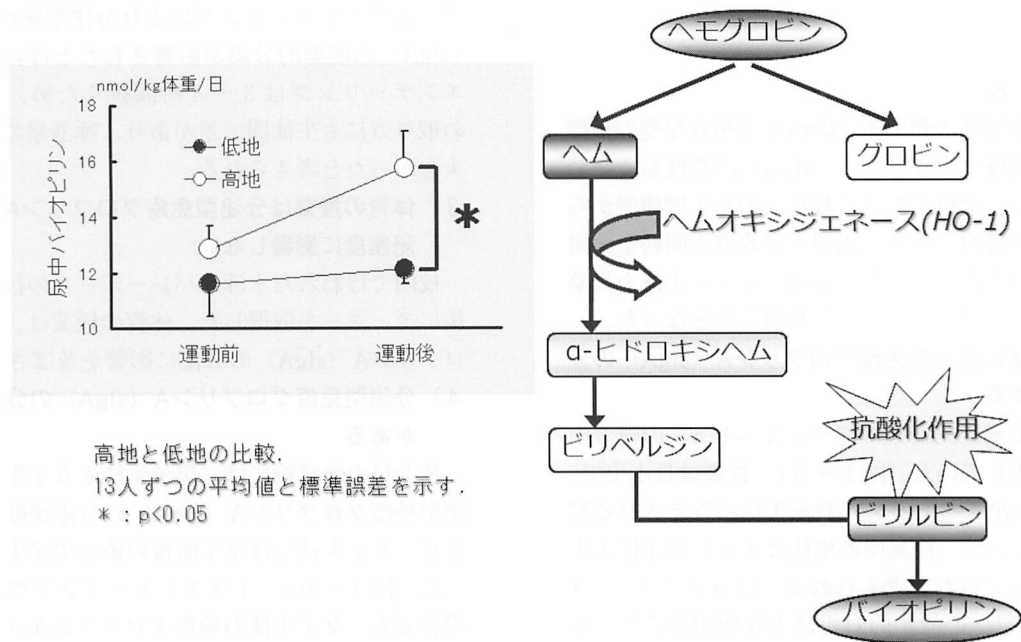 nmol/kg体重/日
18
16
14
12
10
尿中バイオピリン
低地
高地
*
運動前
運動後
高地と低地の比較.
13人ずつの平均値と標準誤差を示す.
*:p<0.05
ヘモグロビン
ヘム
グロビン
ヘムオキシジェネース(HO-1)
α-ヒドロキシヘム
ビリベルジン
抗酸化作用
ビリルビン
バイオピリン